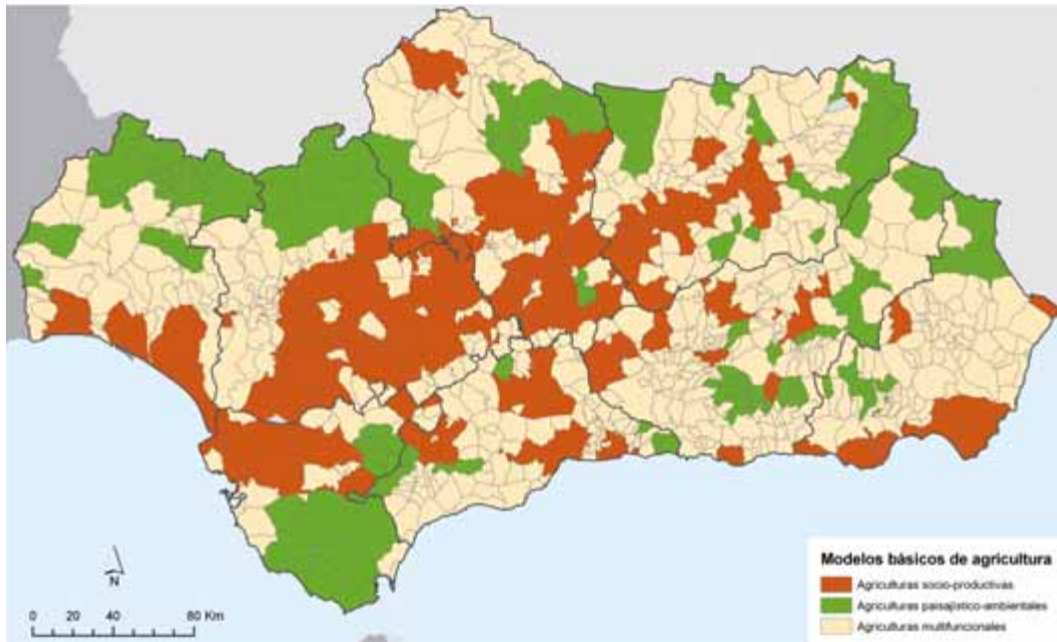 N
0 20 40 80 Km
Modelos básicos de agricultura
Agriculturas socio-productivas
Agriculturas paisajístico-ambientales
Agriculturas multifuncionales